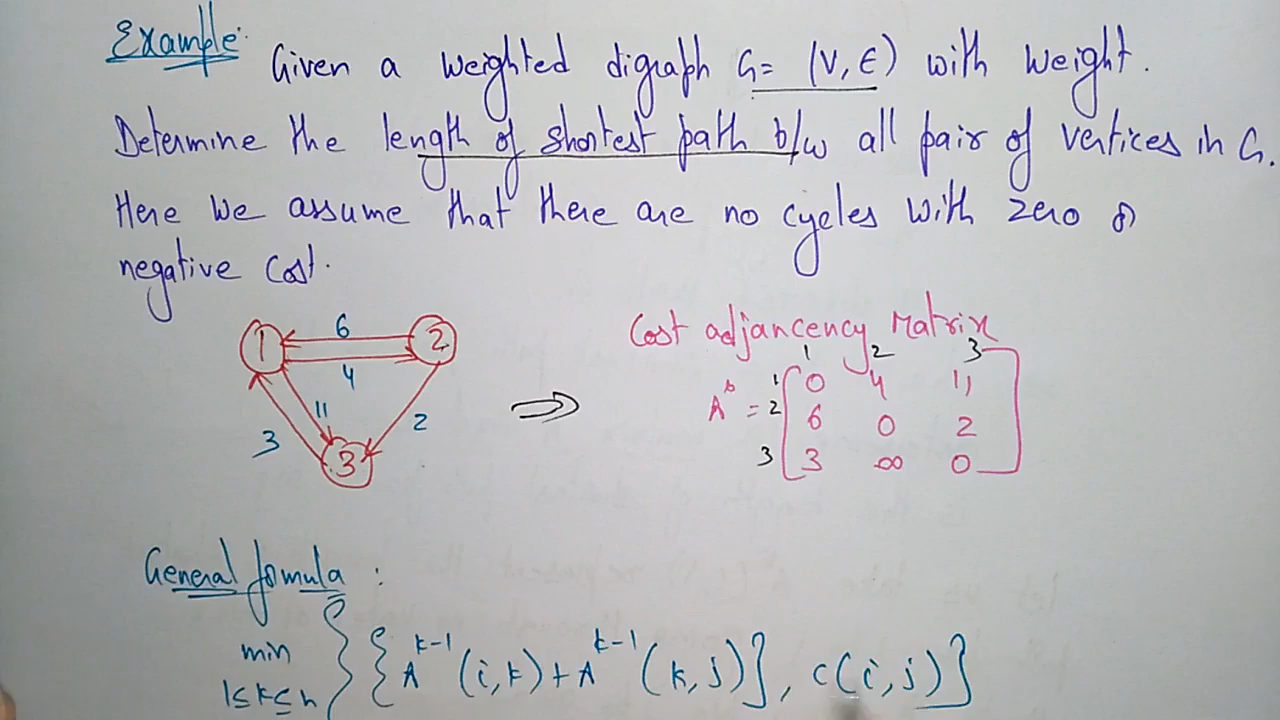 Example:
Given a weighted digraph G = (V, E) with weight.
Determine the length of shortest path b/w all pair of vertices in G.
Here we assume that there are no cycles with zero or
negative cost.
1 6 2
4
11
3 2
3
Cost adjancency Matrix
1 2 3
1 0 4 11
A⁰ = 2 6 0 2
3 3 ∞ 0
General formula :
min { { A^k-1 (i,k) + A^k-1 (k,j) }, c(i,j) }
1≤k≤n